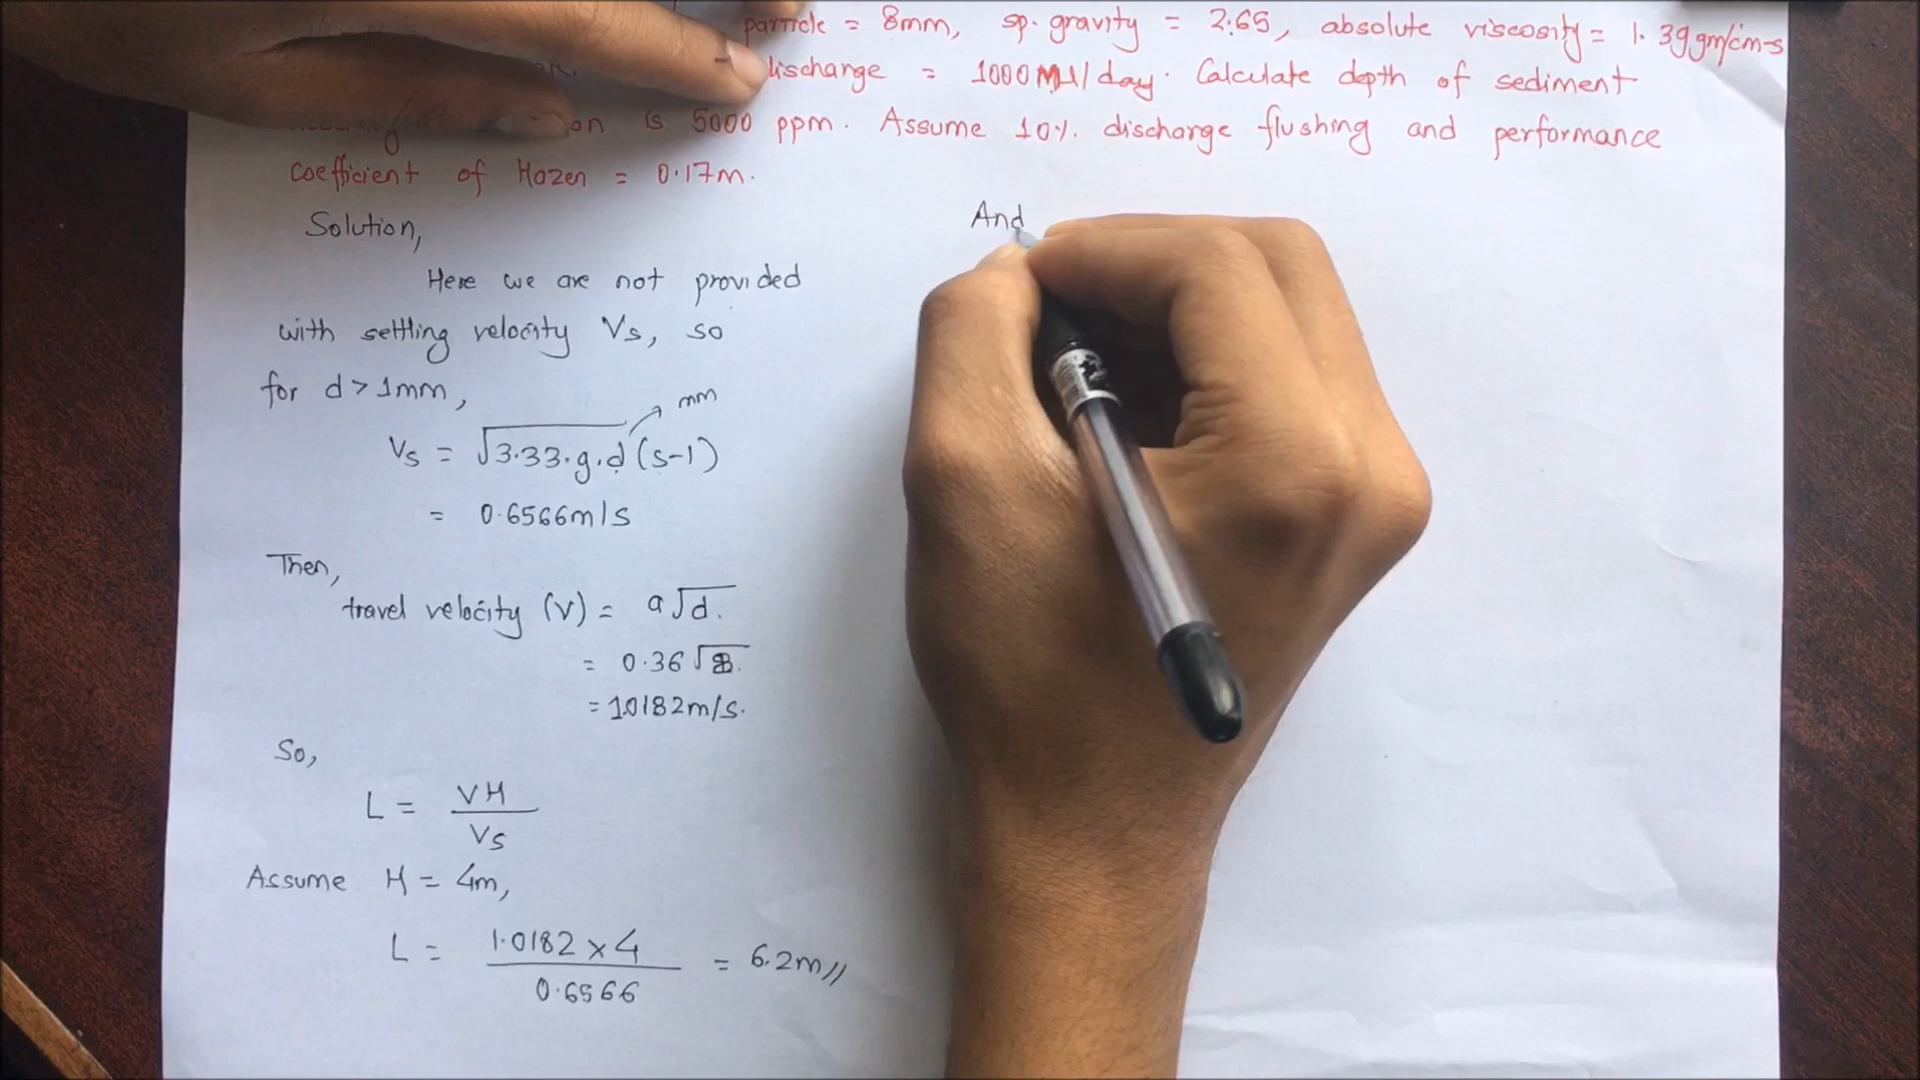 particle = 8mm, sp. gravity = 2.65, absolute viscosity = 1.39gm/cm-s
discharge = 1000 Ml/day. Calculate depth of sediment
on is 5000 ppm. Assume 10%. discharge flushing and performance
coefficient of Hazen = 0.17m.
Solution,
Here we are not provided
with settling velocity Vs, so
for d > 1mm,
mm
Vs = √3.33.g.d (s-1)
= 0.6566m/s
Then,
travel velocity (V) = a√d.
= 0.36√8.
= 1.0182m/s.
So,
L = VH / Vs
Assume H = 4m,
L = 1.0182 x 4 / 0.6566 = 6.2m//
And